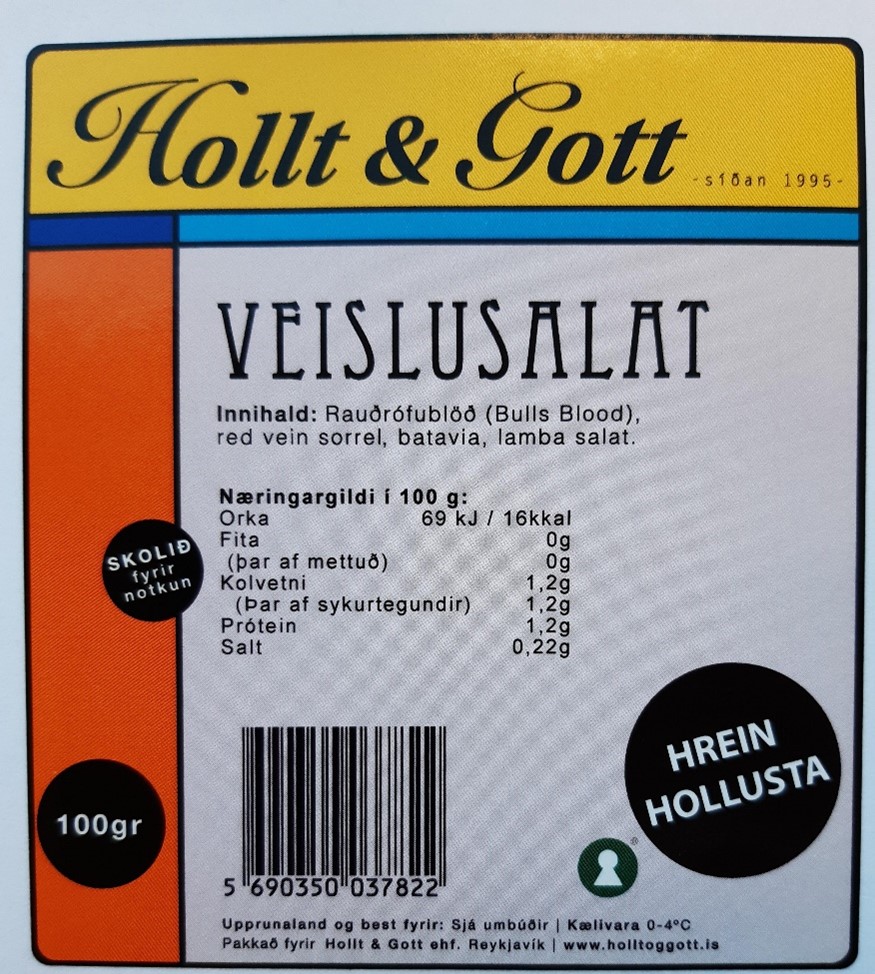 Hollt & Gott
-síðan 1995-
VEISLUSALAT
Innihald: Rauðrófublöð (Bulls Blood),
red vein sorrel, batavia, lamba salat.
Næringargildi í 100 g:
Orka 69 kJ / 16kkal
Fita 0g
(þar af mettuð) 0g
Kolvetni 1,2g
(Þar af sykurtegundir) 1,2g
Prótein 1,2g
Salt 0,22g
SKOLIÐ
fyrir
notkun
HREIN
HOLLUSTA
100gr
5 690350 037822
®
Upprunaland og best fyrir: Sjá umbúðir | Kælivara 0-4ºC
Pakkað fyrir Hollt & Gott ehf. Reykjavík | www.holltoggott.is